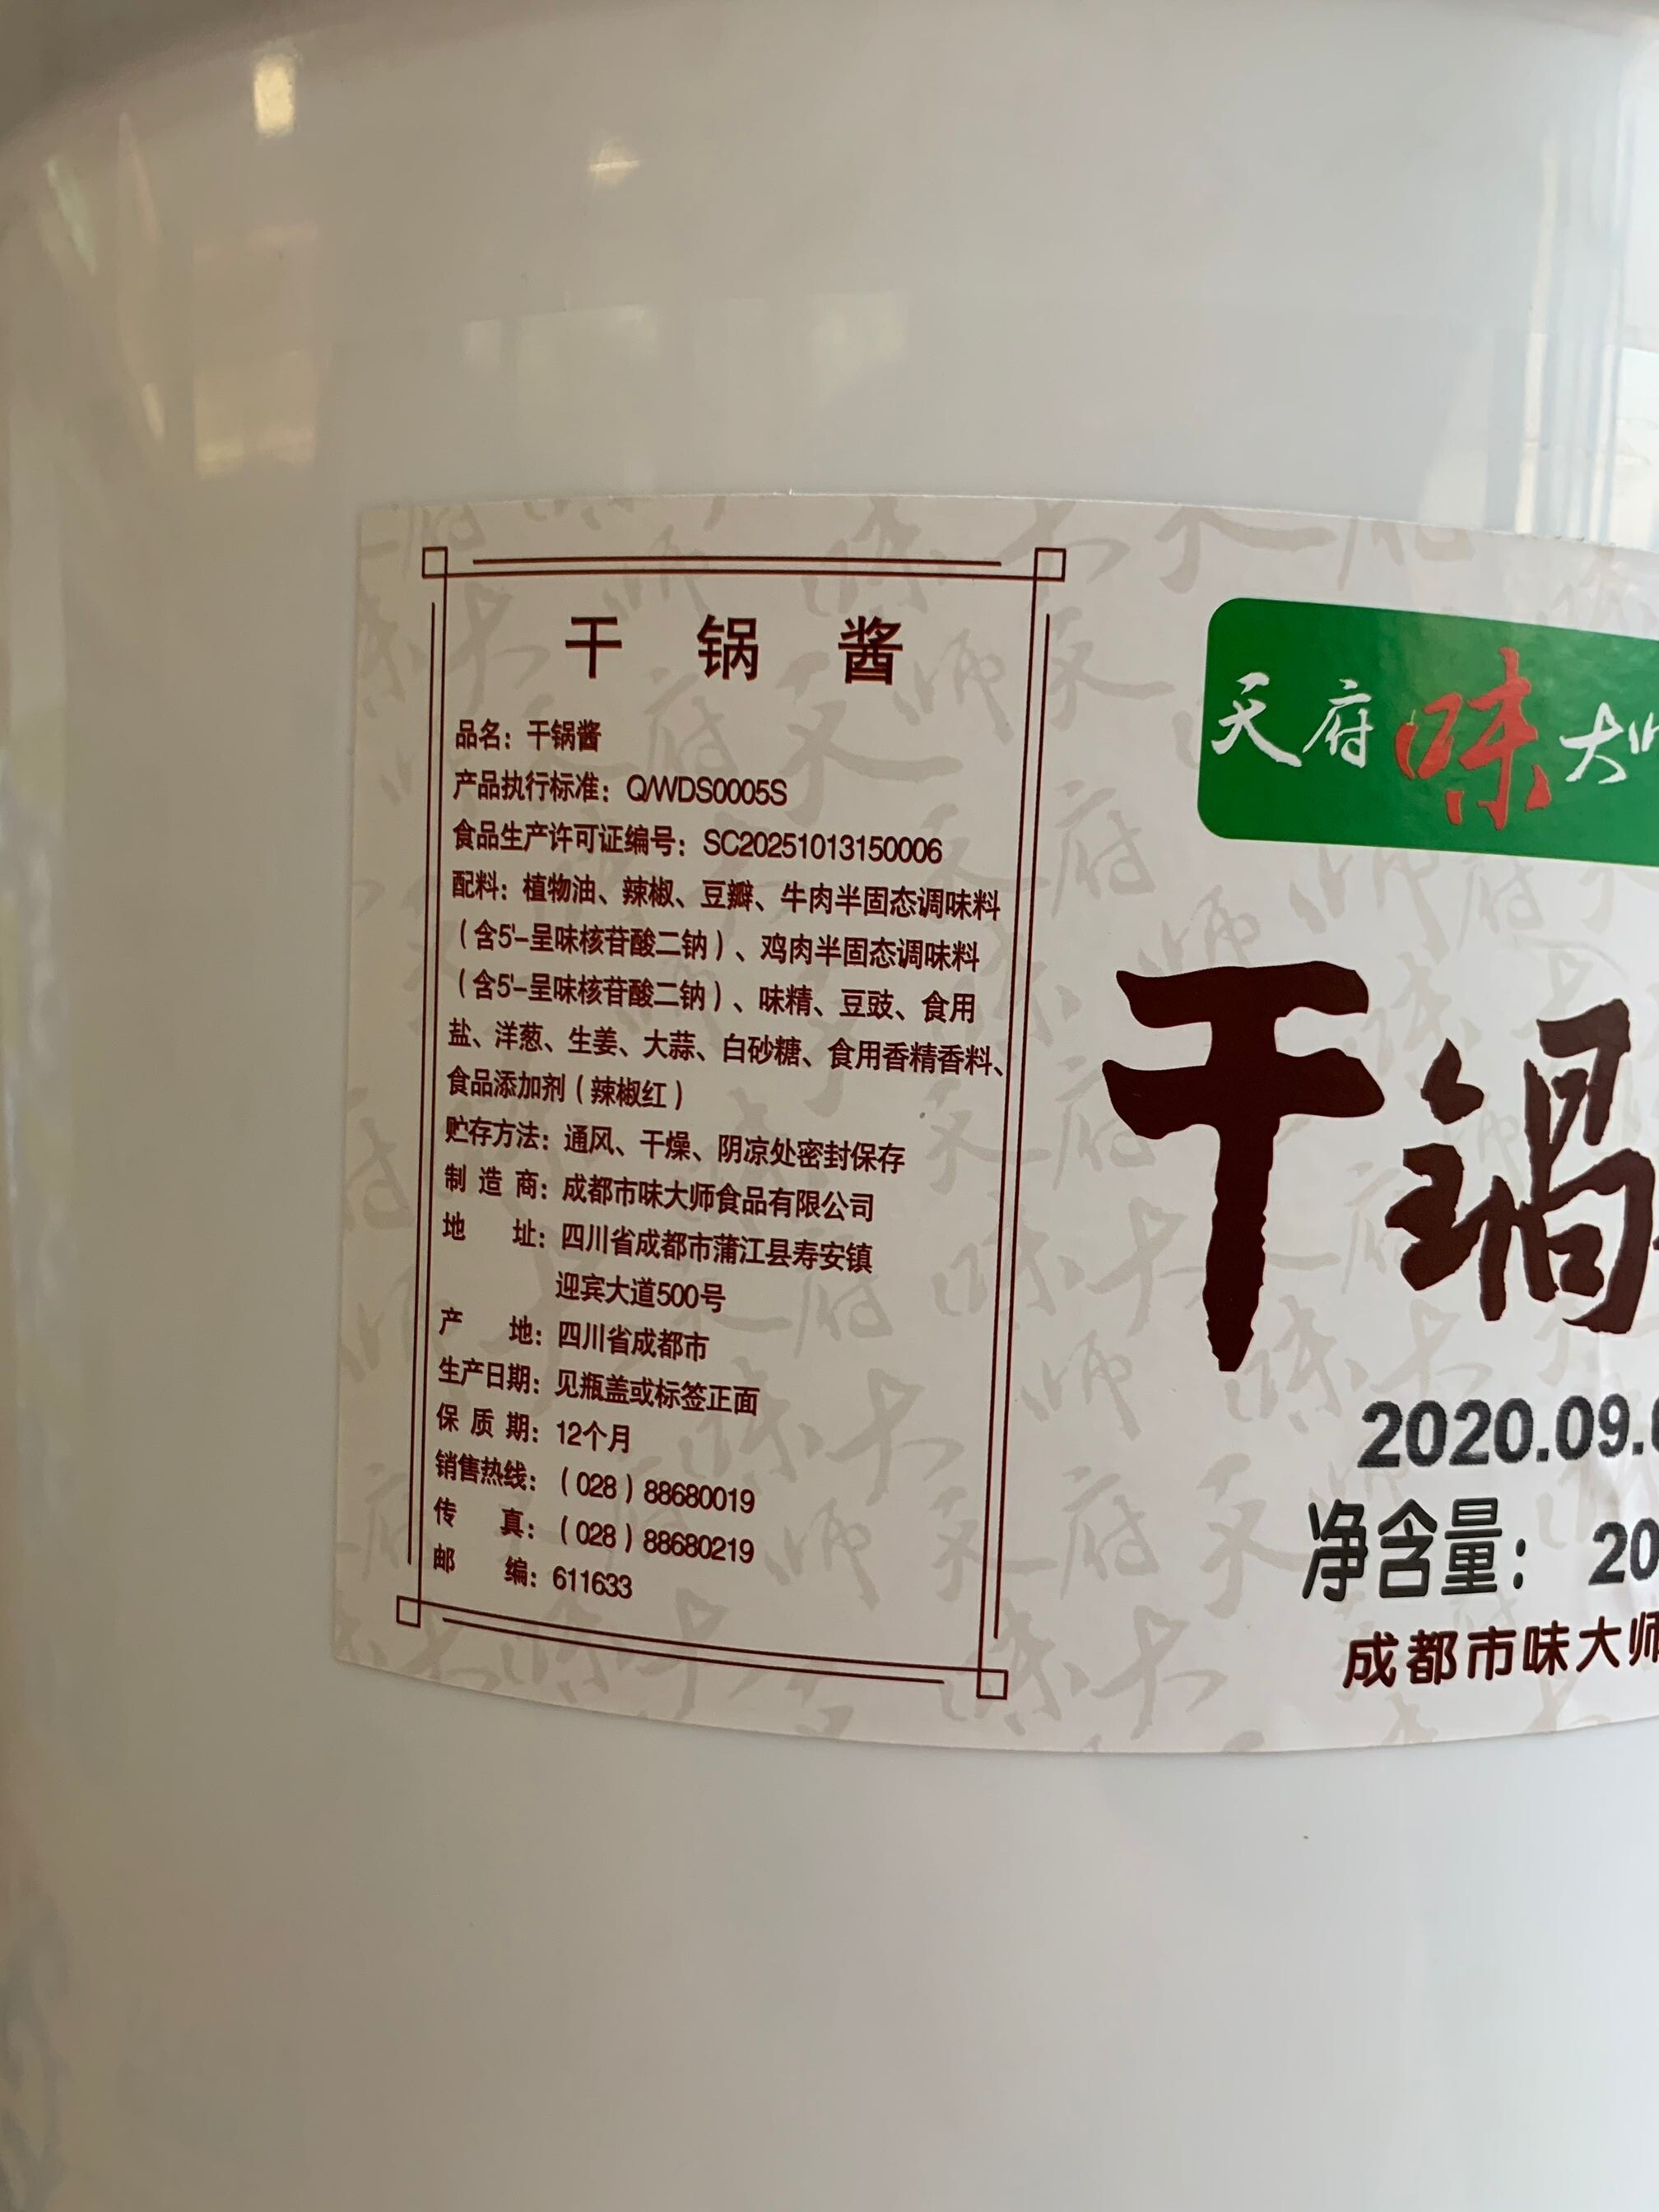 干锅酱
品名：干锅酱
产品执行标准：Q/WDS0005S
食品生产许可证编号：SC20251013150006
配料：植物油、辣椒、豆瓣、牛肉半固态调味料
（含5'-呈味核苷酸二钠）、鸡肉半固态调味料
（含5'-呈味核苷酸二钠）、味精、豆豉、食用
盐、洋葱、生姜、大蒜、白砂糖、食用香精香料、
食品添加剂（辣椒红）
贮存方法：通风、干燥、阴凉处密封保存
制造商：成都市味大师食品有限公司
地址：四川省成都市蒲江县寿安镇
迎宾大道500号
产地：四川省成都市
生产日期：见瓶盖或标签正面
保质期：12个月
销售热线：（028）88680019
传真：（028）88680219
邮编：611633
天府味大师
干锅
2020.09.
净含量：20
成都市味大师